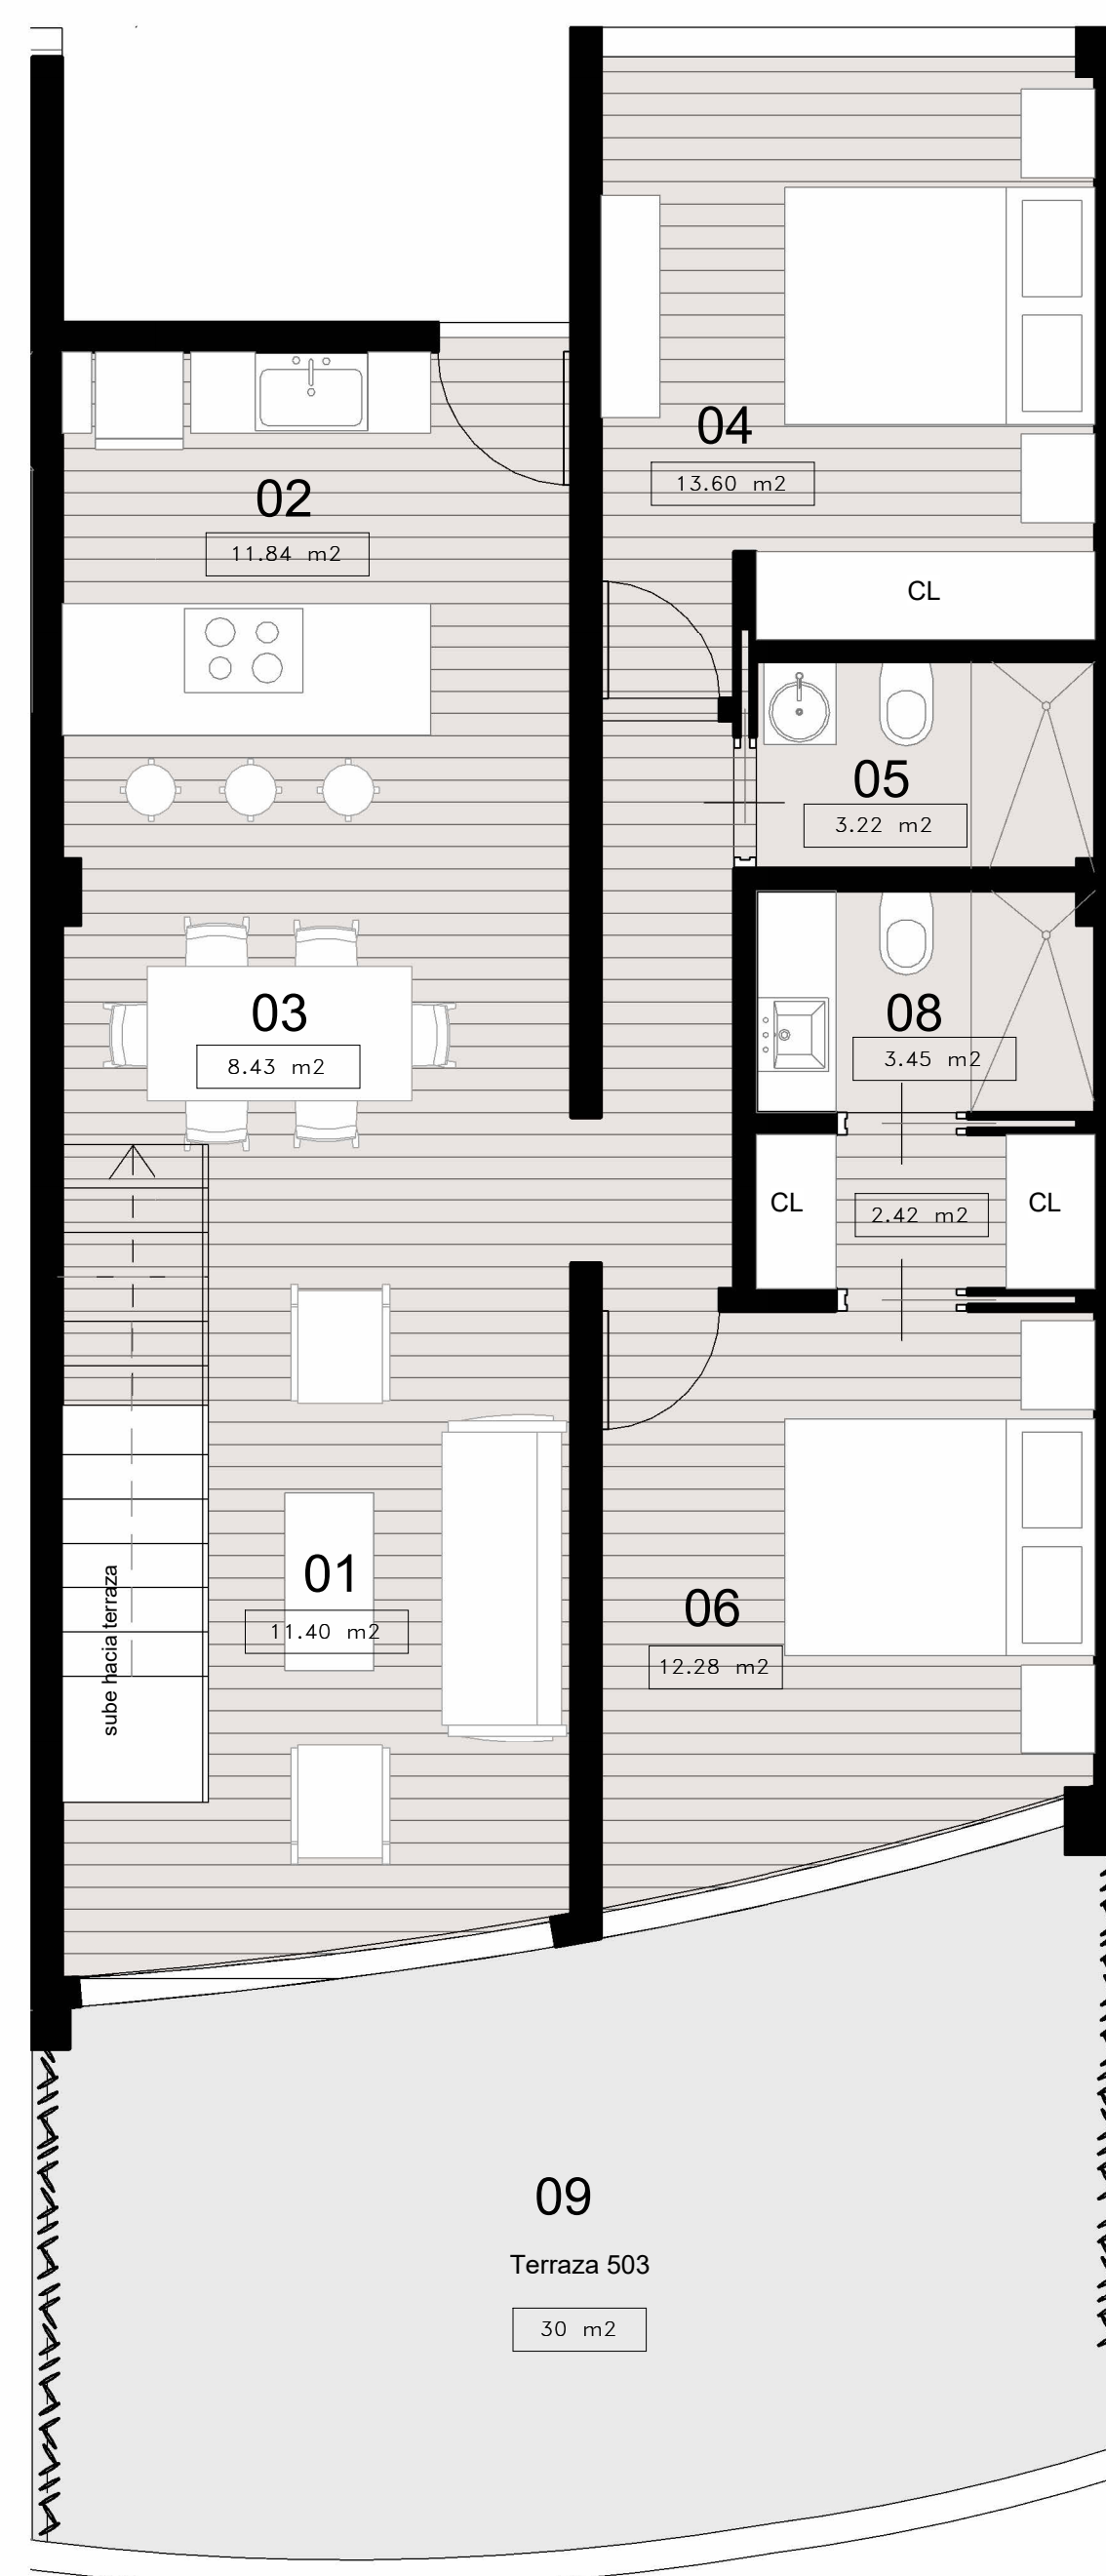 04
13.60 m2
02
11.84 m2
CL
05
3.22 m2
03
8.43 m2
08
3.45 m2
CL
2.42 m2
CL
sube hacia terraza
01
11.40 m2
06
12.28 m2
09
Terraza 503
30 m2